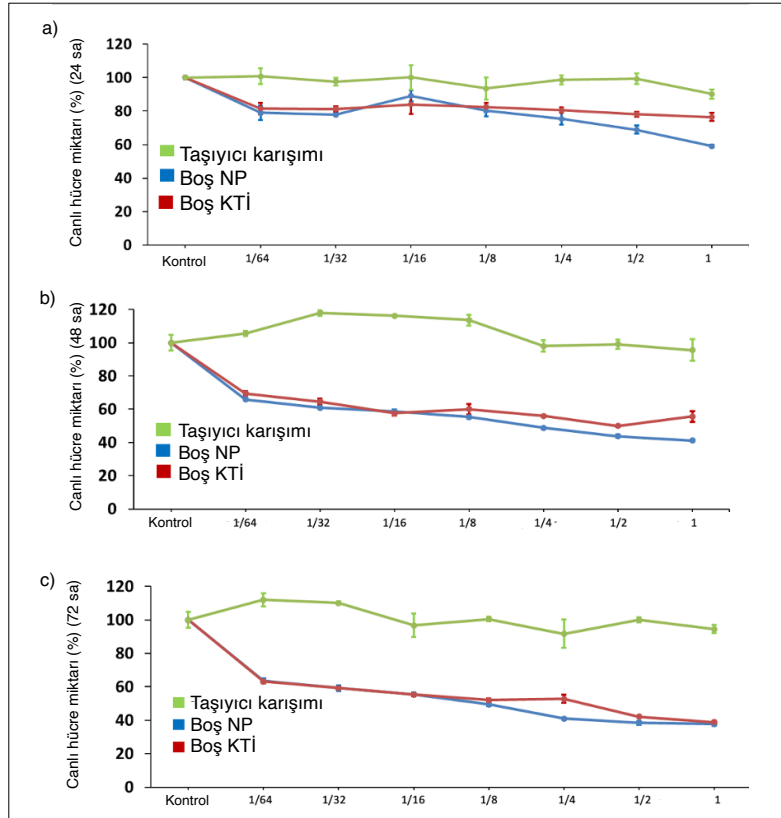 a)
Canlı hücre miktarı (%) (24 sa)
120
100
80
60
40
20
0
Taşıyıcı karışımı
Boş NP
Boş KTİ
Kontrol 1/64 1/32 1/16 1/8 1/4 1/2 1
b)
Canlı hücre miktarı (%) (48 sa)
120
100
80
60
40
20
0
Taşıyıcı karışımı
Boş NP
Boş KTİ
Kontrol 1/64 1/32 1/16 1/8 1/4 1/2 1
c)
Canlı hücre miktarı (%) (72 sa)
120
100
80
60
40
20
0
Taşıyıcı karışımı
Boş NP
Boş KTİ
Kontrol 1/64 1/32 1/16 1/8 1/4 1/2 1